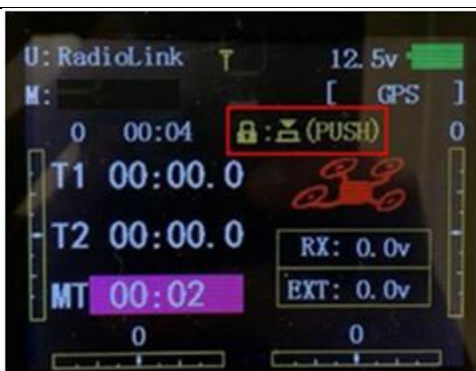 U: RadioLink 12.5v
M: [ GPS ]
0 00:04 :(PUSH) 0
T1 00:00.0
T2 00:00.0
RX: 0.0v
MT 00:02
EXT: 0.0v
0 0